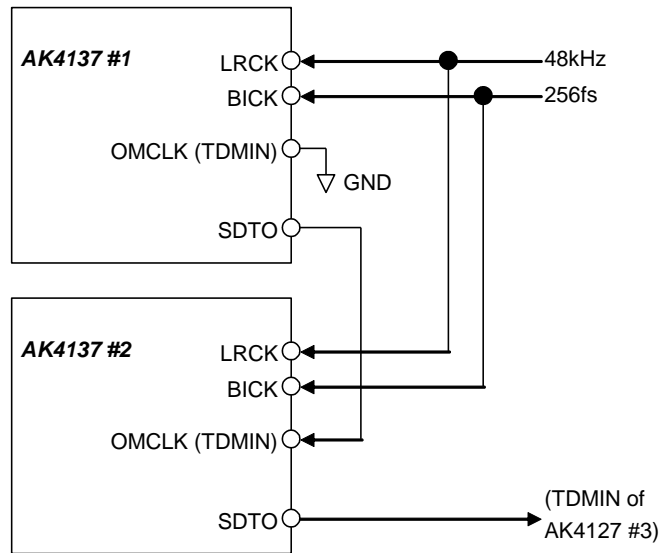 AK4137 #1
LRCK
48kHz
BICK
256fs
OMCLK (TDMIN)
GND
SDTO
AK4137 #2
LRCK
BICK
OMCLK (TDMIN)
SDTO
(TDMIN of
AK4127 #3)